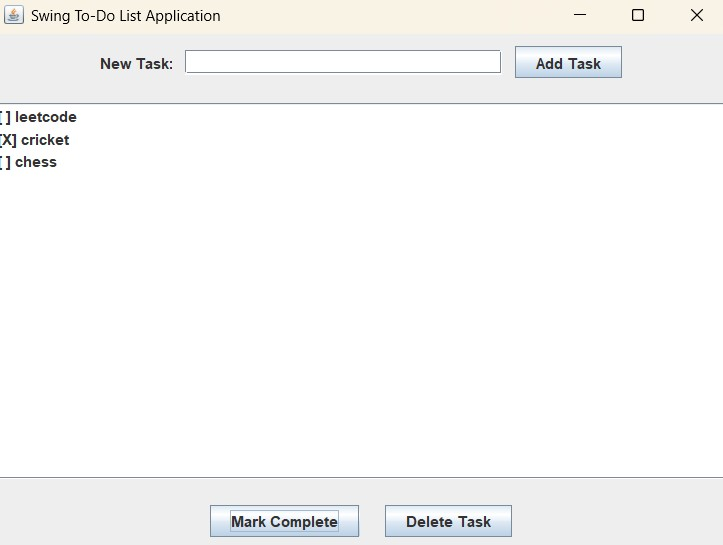 Swing To-Do List Application
New Task: Add Task
[ ] leetcode
[X] cricket
[ ] chess
Mark Complete Delete Task